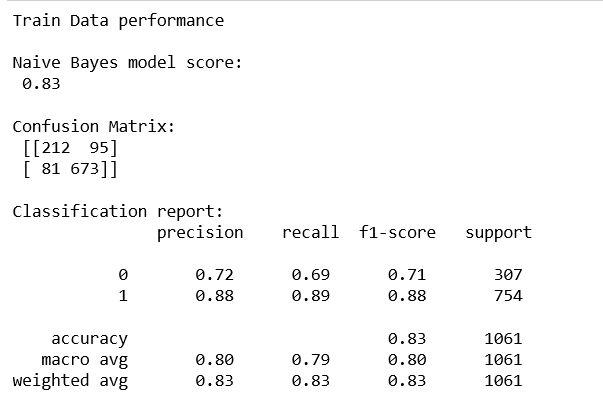 Train Data performance
Naive Bayes model score:
0.83
Confusion Matrix:
[[212  95]
[ 81 673]]
Classification report:
precision    recall  f1-score   support
0       0.72      0.69      0.71       307
1       0.88      0.89      0.88       754
accuracy                           0.83      1061
macro avg       0.80      0.79      0.80      1061
weighted avg       0.83      0.83      0.83      1061